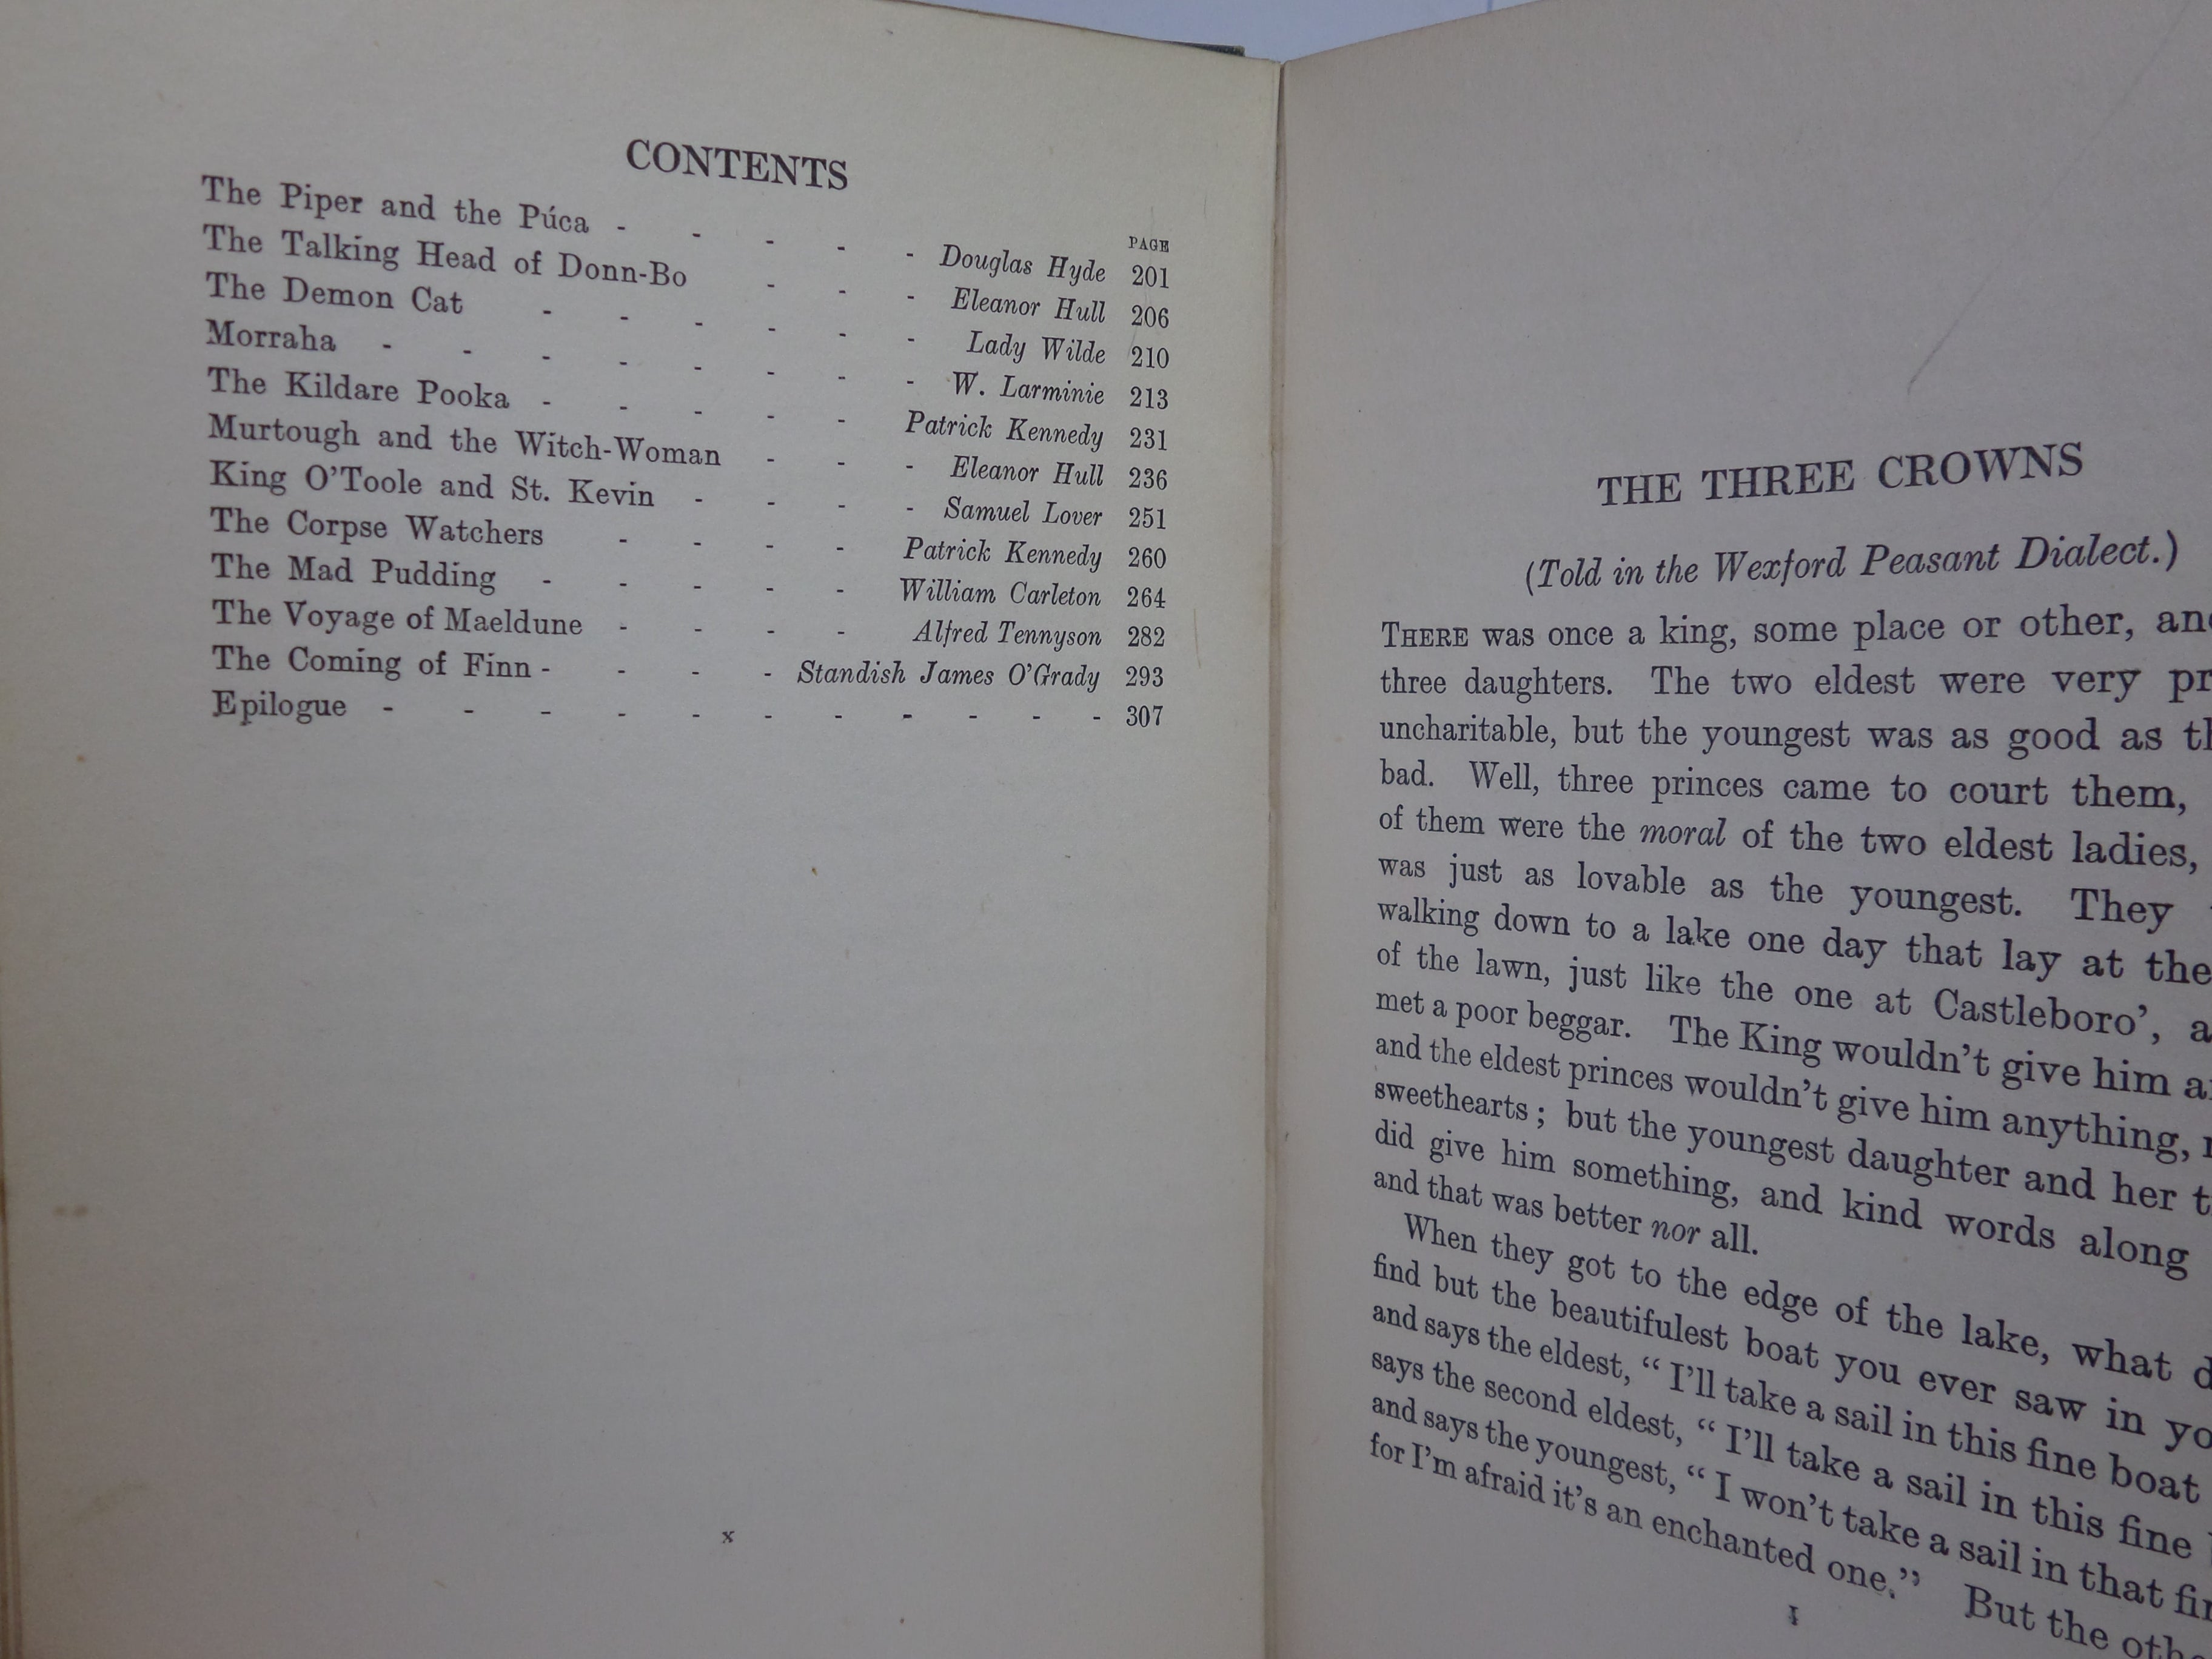 CONTENTS
PAGE
The Piper and the Púca - - - - - Douglas Hyde 201
The Talking Head of Donn-Bo - - - Eleanor Hull 206
The Demon Cat - - - - - - Lady Wilde 210
Morraha - - - - - - - - W. Larminie 213
The Kildare Pooka - - - - - Patrick Kennedy 231
Murtough and the Witch-Woman - - - Eleanor Hull 236
King O'Toole and St. Kevin - - - - Samuel Lover 251
The Corpse Watchers - - - - Patrick Kennedy 260
The Mad Pudding - - - - - William Carleton 264
The Voyage of Maeldune - - - - Alfred Tennyson 282
The Coming of Finn - - - - Standish James O'Grady 293
Epilogue - - - - - - - - - - - 307
x
THE THREE CROWNS
(Told in the Wexford Peasant Dialect.)
THERE was once a king, some place or other, and
three daughters. The two eldest were very
uncharitable, but the youngest was as good as
bad. Well, three princes came to court them,
of them were the moral of the two eldest ladies,
was just as lovable as the youngest. They
walking down to a lake one day that lay at the
of the lawn, just like the one at Castleboro',
met a poor beggar. The King wouldn't give him
and the eldest princes wouldn't give him anything,
sweethearts; but the youngest daughter and her
did give him something, and kind words along
and that was better nor all.
When they got to the edge of the lake, what
find but the beautifulest boat you ever saw in
and says the eldest, "I'll take a sail in this fine boat
says the second eldest, "I'll take a sail in this fine
and says the youngest, "I won't take a sail in that
for I'm afraid it's an enchanted one." But the
1